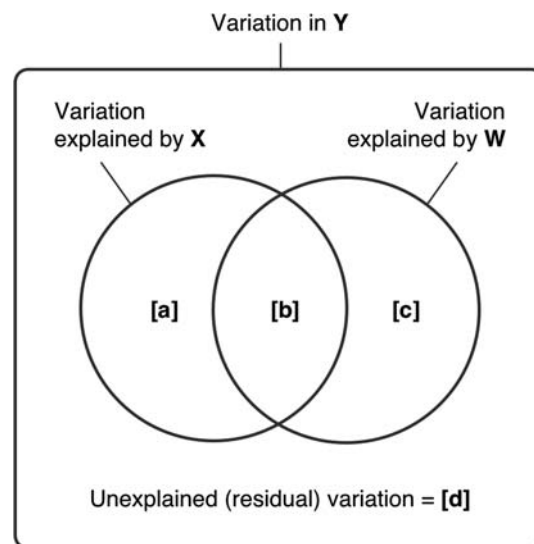 Variation in Y
Variation
explained by X
Variation
explained by W
[a]
[b]
[c]
Unexplained (residual) variation = [d]